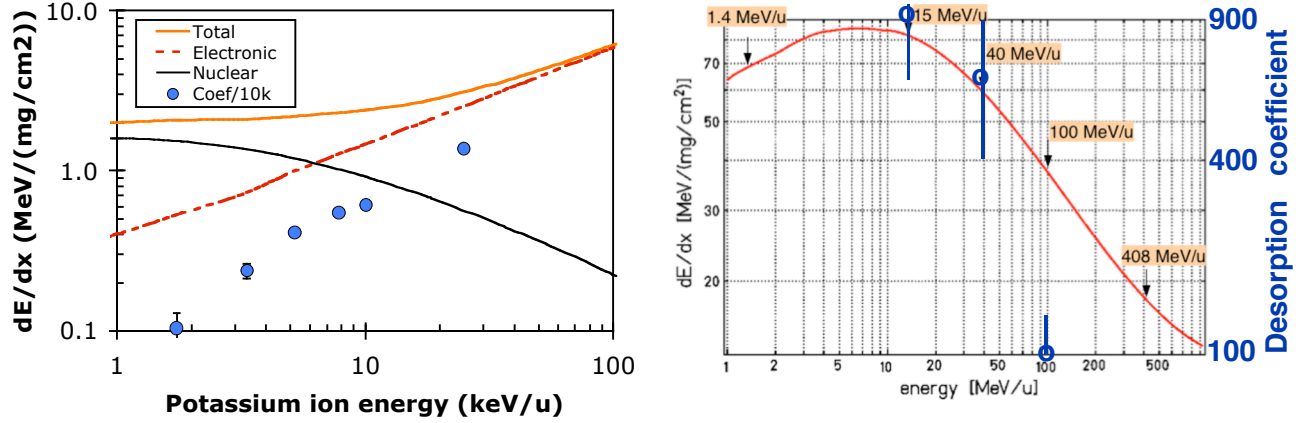 10.0
1.0
0.1
dE/dx (MeV/(mg/cm2))
Total
Electronic
Nuclear
Coef/10k
1
10
100
Potassium ion energy (keV/u)
1.4 MeV/u
15 MeV/u
40 MeV/u
100 MeV/u
408 MeV/u
dE/dx [MeV/(mg/cm²)]
70
50
30
20
1
2
5
10
20
50
100
200
500
energy [MeV/u]
900
400
100
Desorption coefficient